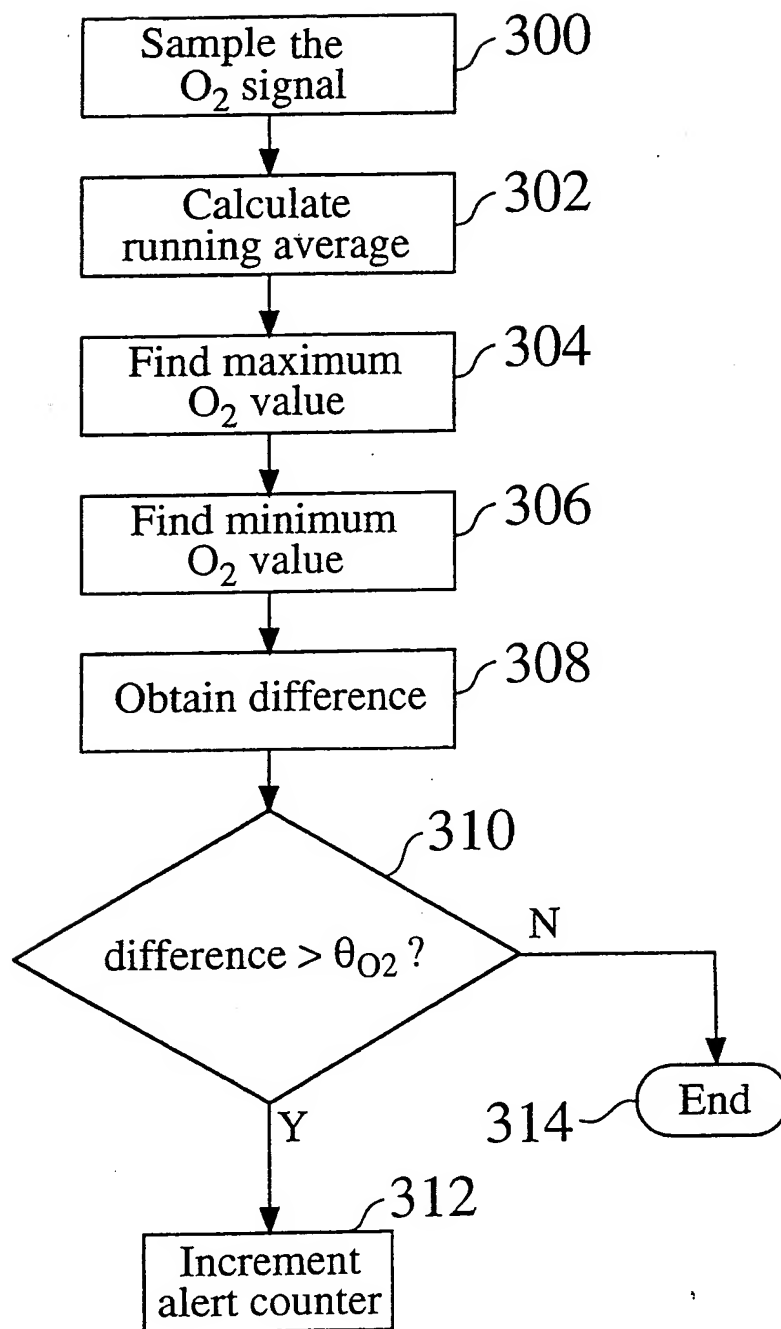 Sample the
O₂ signal
300
Calculate
running average
302
Find maximum
O₂ value
304
Find minimum
O₂ value
306
Obtain difference
308
310
difference > θ_O2 ?
N
Y
End
314
312
Increment
alert counter